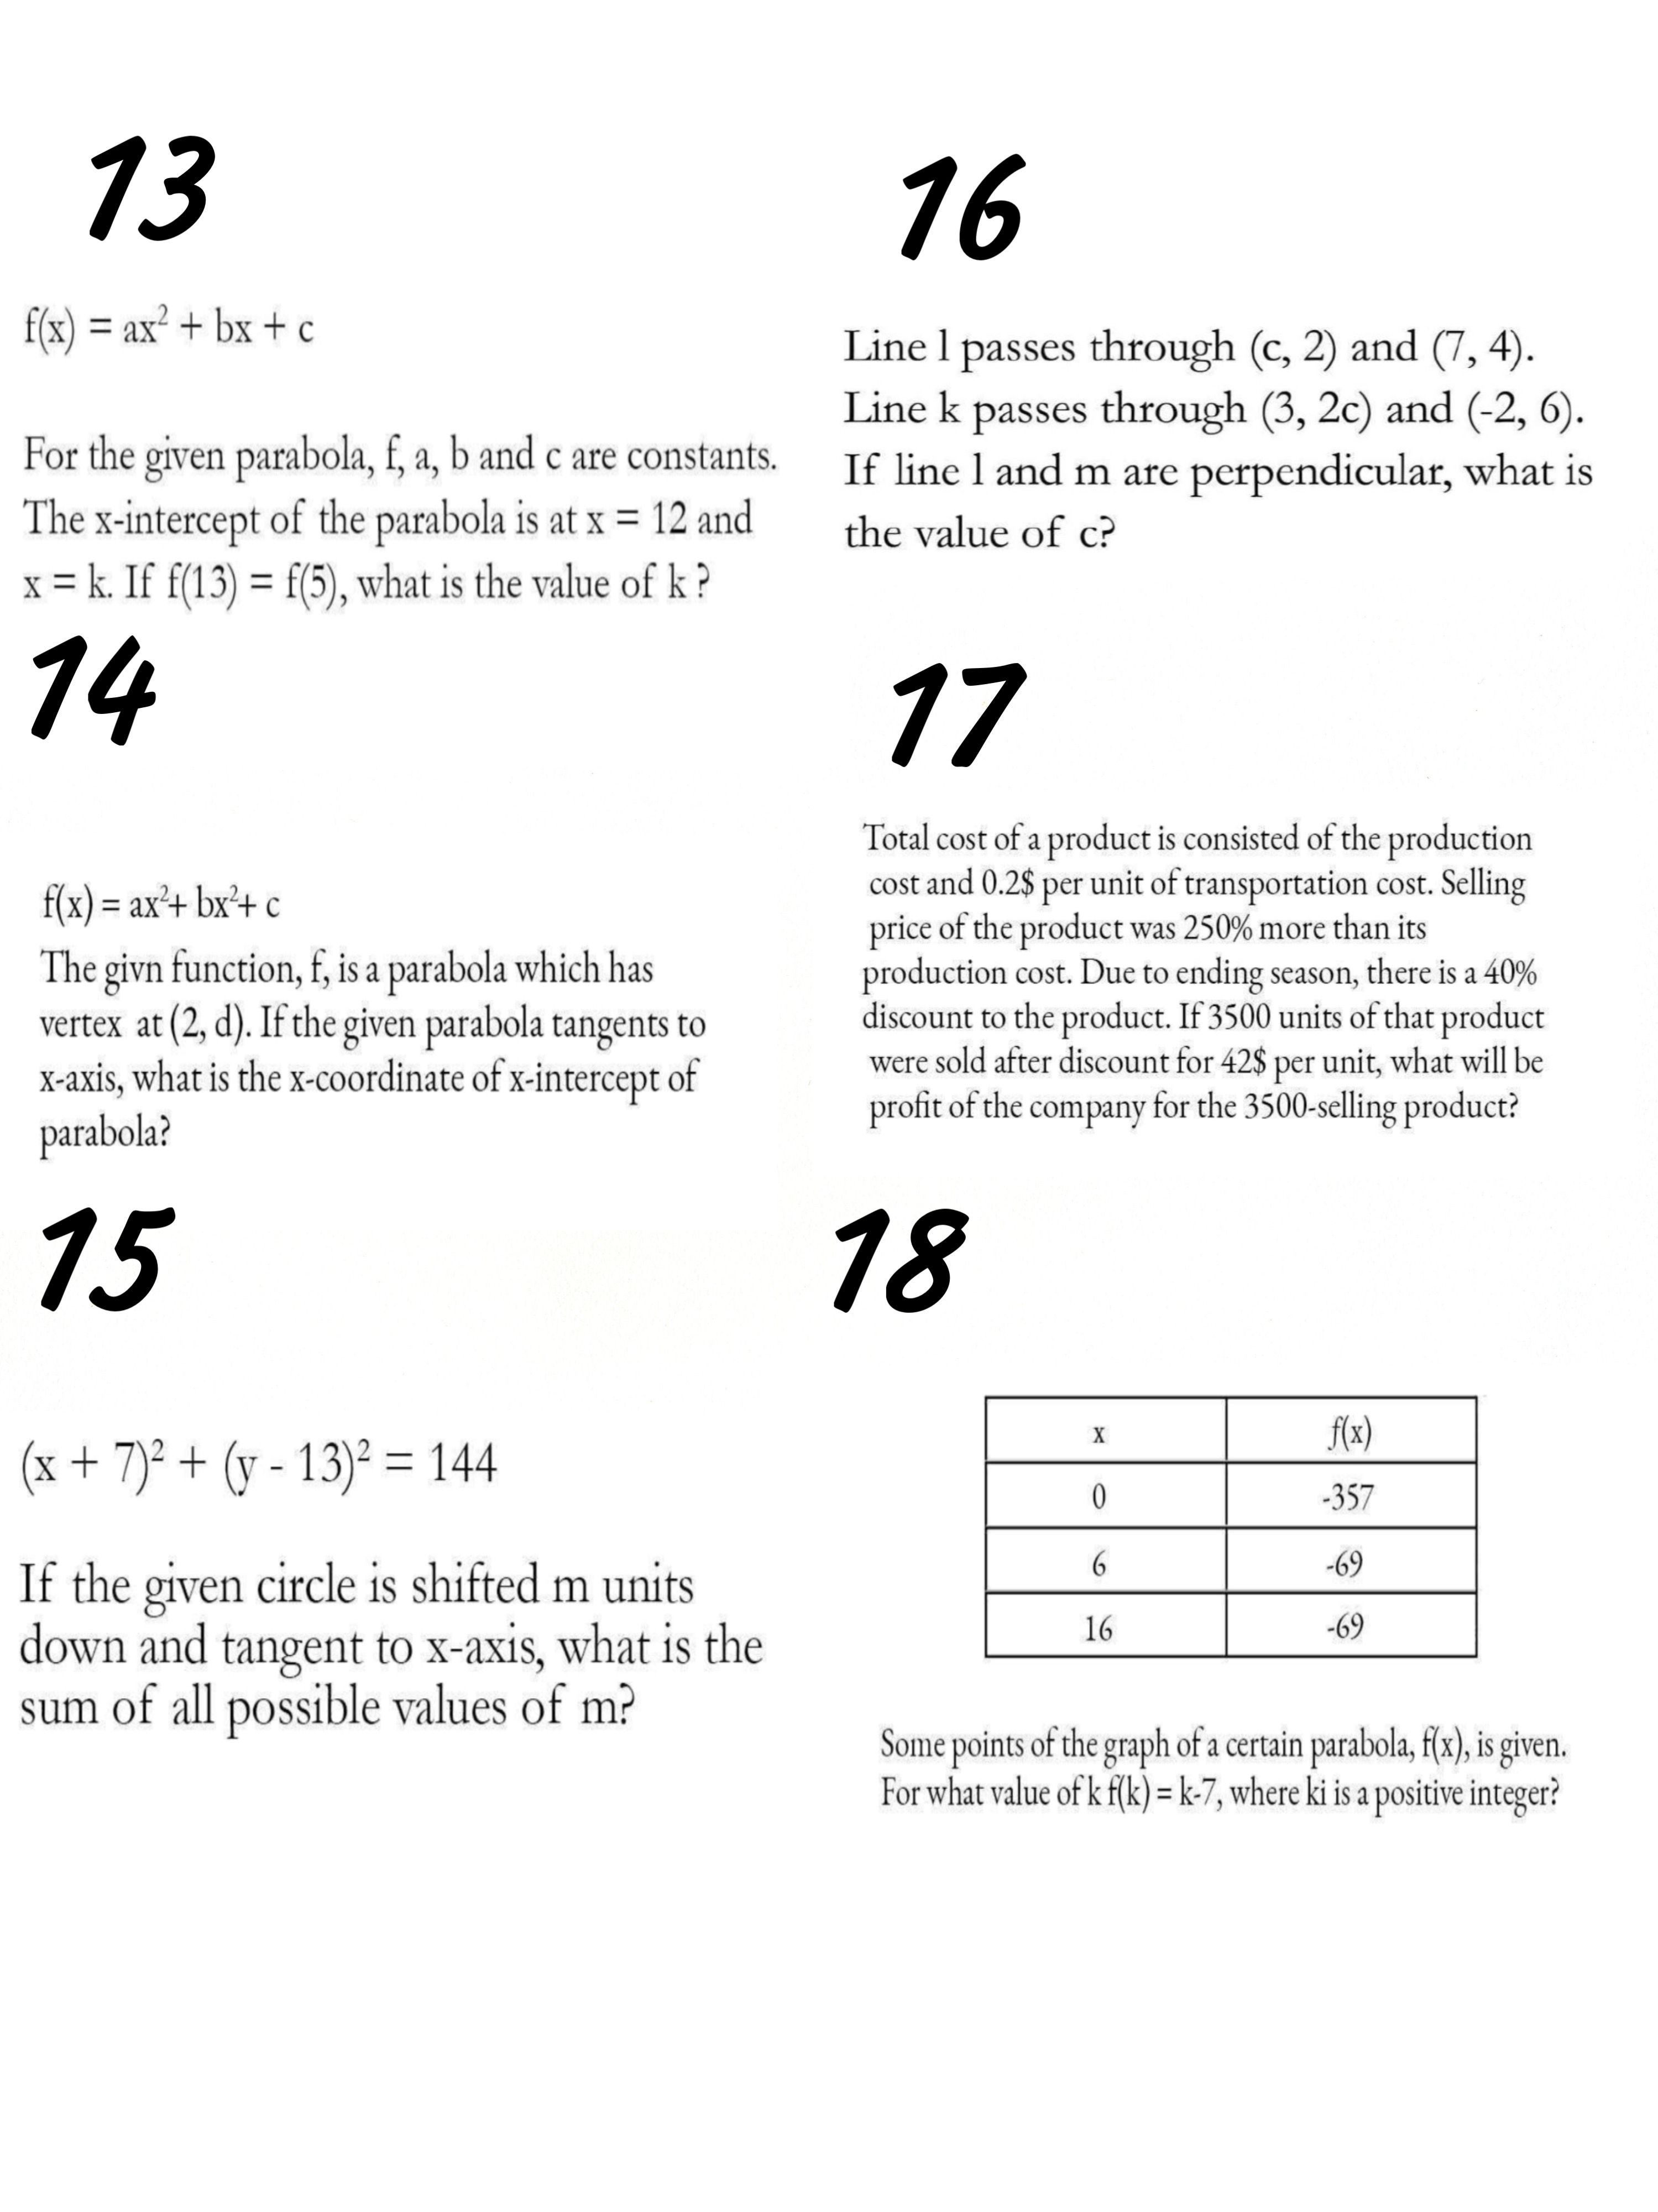 13
f(x) = ax² + bx + c
For the given parabola, f, a, b and c are constants.
The x-intercept of the parabola is at x = 12 and
x = k. If f(13) = f(5), what is the value of k ?
14
f(x) = ax²+ bx²+ c
The givn function, f, is a parabola which has
vertex at (2, d). If the given parabola tangents to
x-axis, what is the x-coordinate of x-intercept of
parabola?
15
(x + 7)² + (y - 13)² = 144
If the given circle is shifted m units
down and tangent to x-axis, what is the
sum of all possible values of m?
16
Line l passes through (c, 2) and (7, 4).
Line k passes through (3, 2c) and (-2, 6).
If line l and m are perpendicular, what is
the value of c?
17
Total cost of a product is consisted of the production
cost and 0.2$ per unit of transportation cost. Selling
price of the product was 250% more than its
production cost. Due to ending season, there is a 40%
discount to the product. If 3500 units of that product
were sold after discount for 42$ per unit, what will be
profit of the company for the 3500-selling product?
18
x f(x)
0 -357
6 -69
16 -69
Some points of the graph of a certain parabola, f(x), is given.
For what value of k f(k) = k-7, where ki is a positive integer?